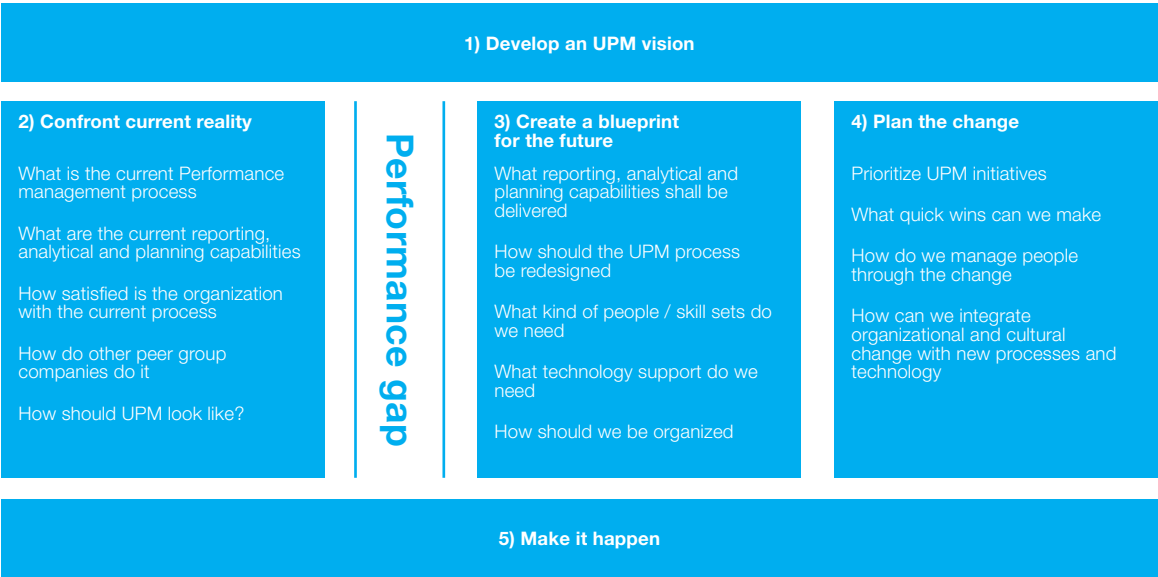 1) Develop an UPM vision
2) Confront current reality
What is the current Performance
management process
What are the current reporting,
analytical and planning capabilities
How satisfied is the organization
with the current process
How do other peer group
companies do it
How should UPM look like?
Performance gap
3) Create a blueprint
for the future
What reporting, analytical and
planning capabilities shall be
delivered
How should the UPM process
be redesigned
What kind of people / skill sets do
we need
What technology support do we
need
How should we be organized
4) Plan the change
Prioritize UPM initiatives
What quick wins can we make
How do we manage people
through the change
How can we integrate
organizational and cultural
change with new processes and
technology
5) Make it happen